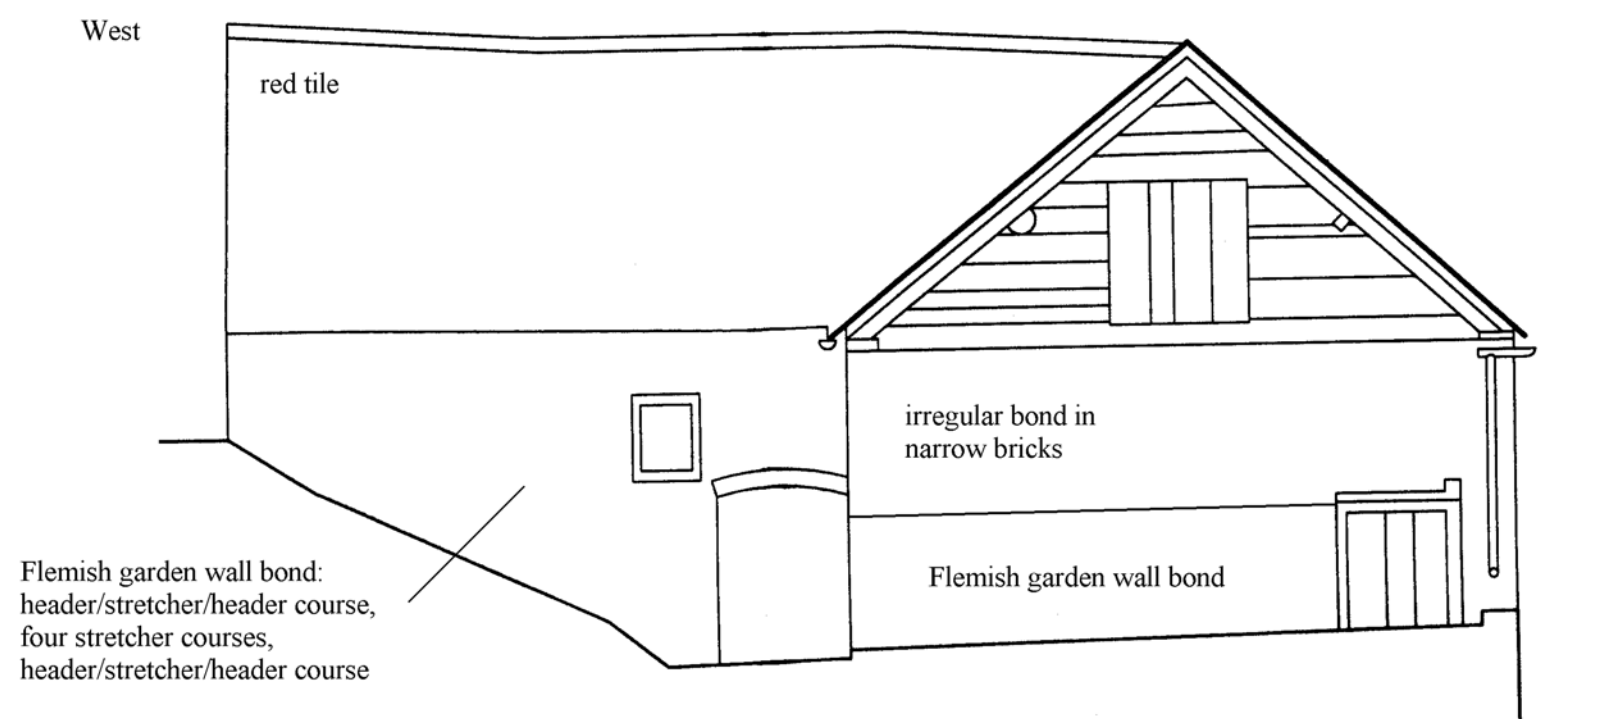 West
red tile
irregular bond in
narrow bricks
Flemish garden wall bond
Flemish garden wall bond:
header/stretcher/header course,
four stretcher courses,
header/stretcher/header course